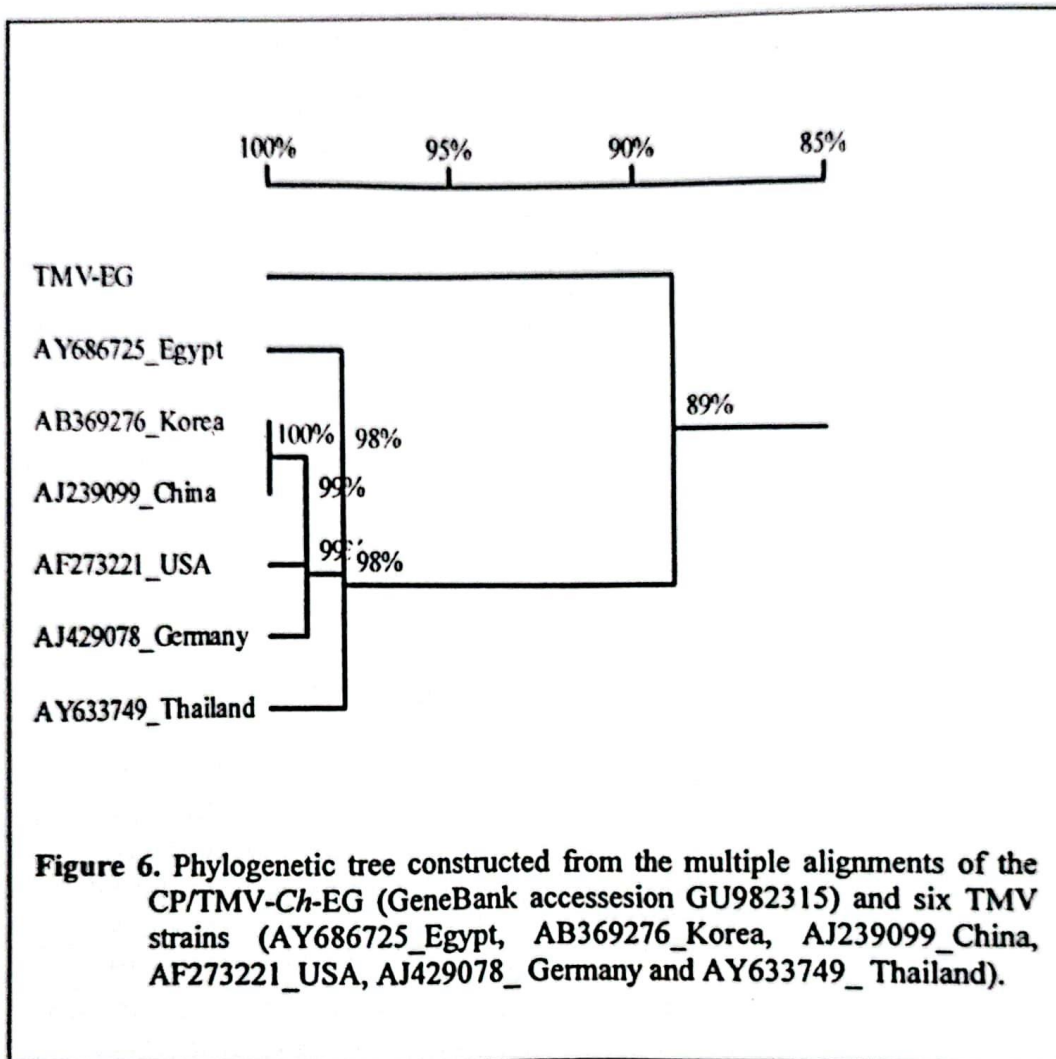 100% 95% 90% 85%
TMV-EG
AY686725_Egypt
89%
AB369276_Korea
100% 98%
99%
AJ239099_China
AF273221_USA
98%
AJ429078_Germany
AY633749_Thailand
Figure 6. Phylogenetic tree constructed from the multiple alignments of the
CP/TMV-Ch-EG (GeneBank accessesion GU982315) and six TMV
strains (AY686725_Egypt, AB369276_Korea, AJ239099_China,
AF273221_USA, AJ429078_ Germany and AY633749_ Thailand).